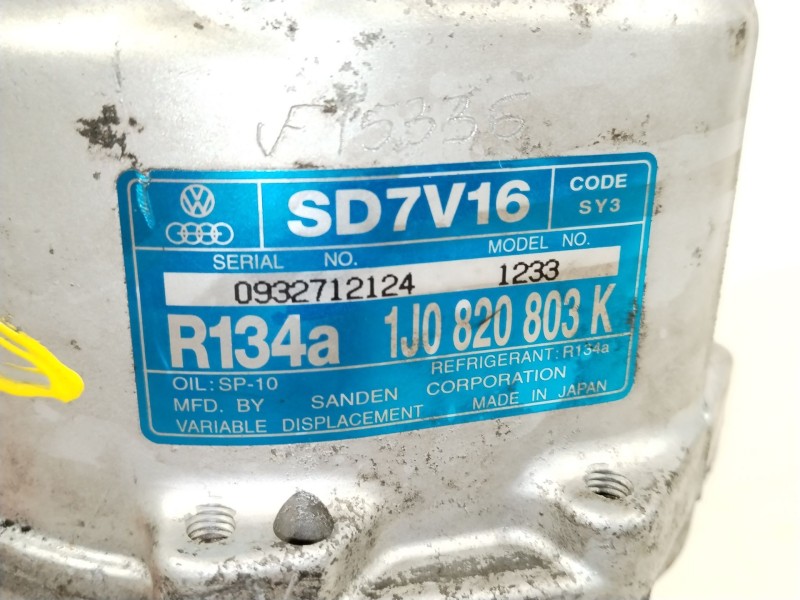 VF15336
SD7V16
CODE
SY3
SERIAL NO.
MODEL NO.
0932712124
1233
R134a
1J0 820 803 K
OIL: SP-10
REFRIGERANT: R134a
MFD. BY SANDEN CORPORATION
VARIABLE DISPLACEMENT
MADE IN JAPAN